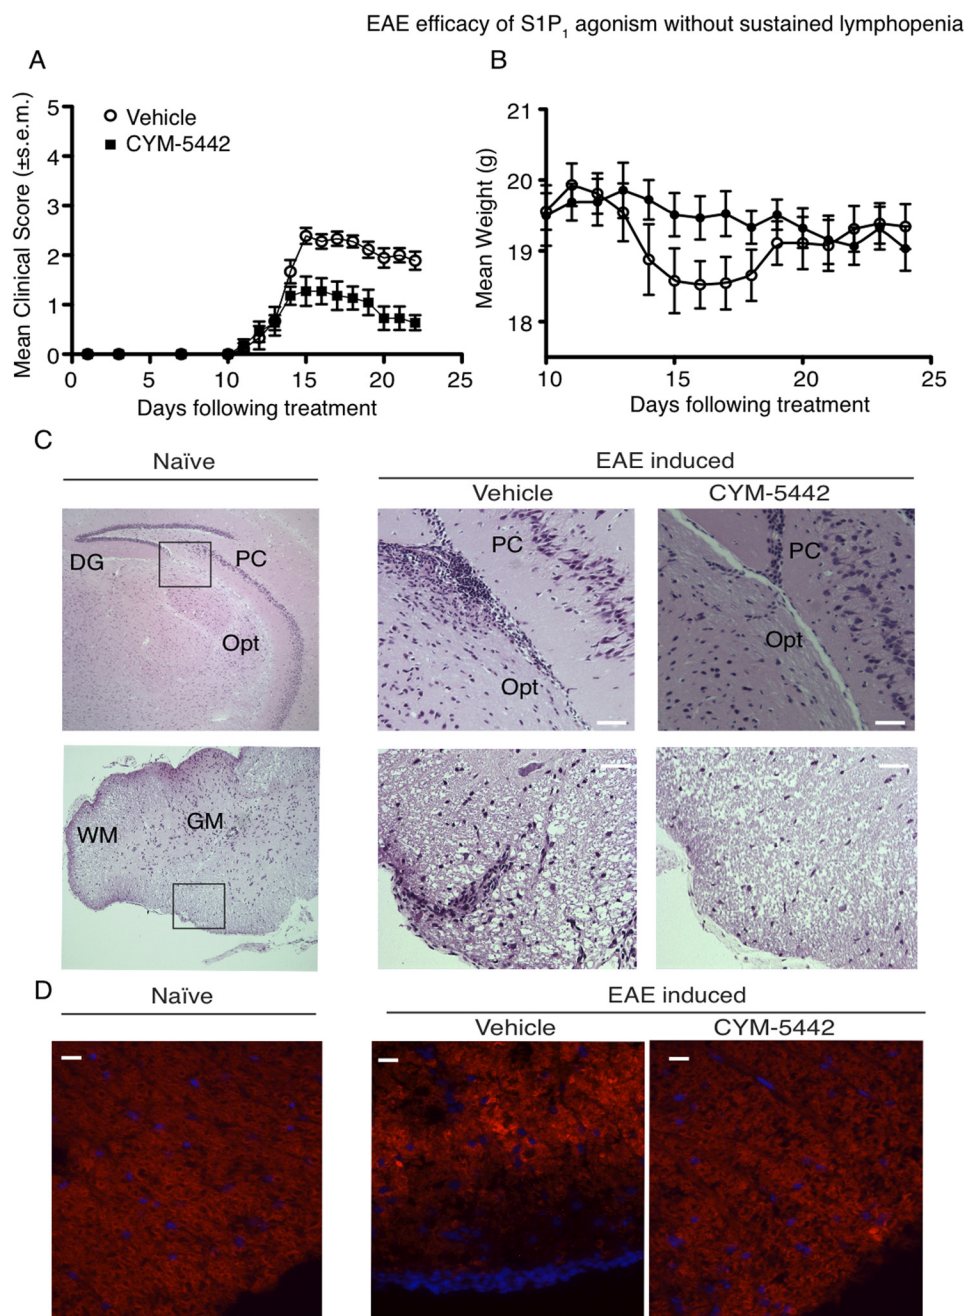 EAE efficacy of S1P₁ agonism without sustained lymphopenia
A
B
5
4
3
2
1
0
0
5
10
15
20
25
Mean Clinical Score (±s.e.m.)
Vehicle
CYM-5442
Days following treatment
21
20
19
18
10
15
20
25
Mean Weight (g)
Days following treatment
C
Naïve
EAE induced
Vehicle
CYM-5442
DG
PC
Opt
PC
Opt
PC
Opt
WM
GM
D
Naïve
EAE induced
Vehicle
CYM-5442